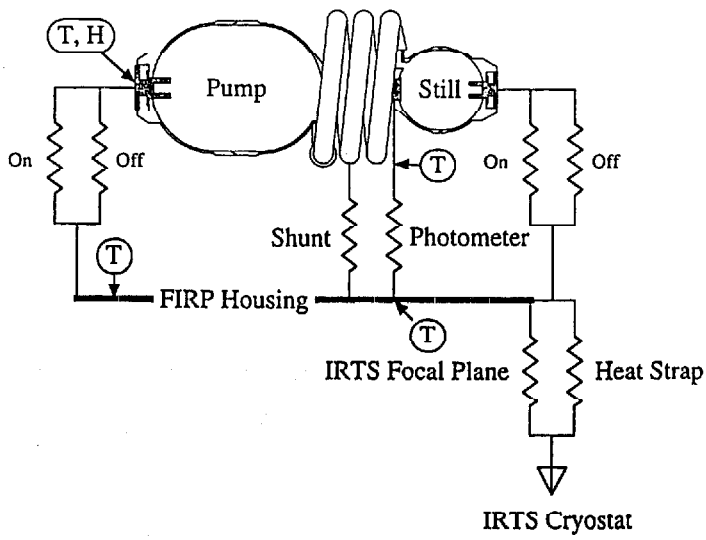 T, H
Pump
Still
On
Off
On
Off
T
Shunt
Photometer
T
FIRP Housing
T
IRTS Focal Plane
Heat Strap
IRTS Cryostat